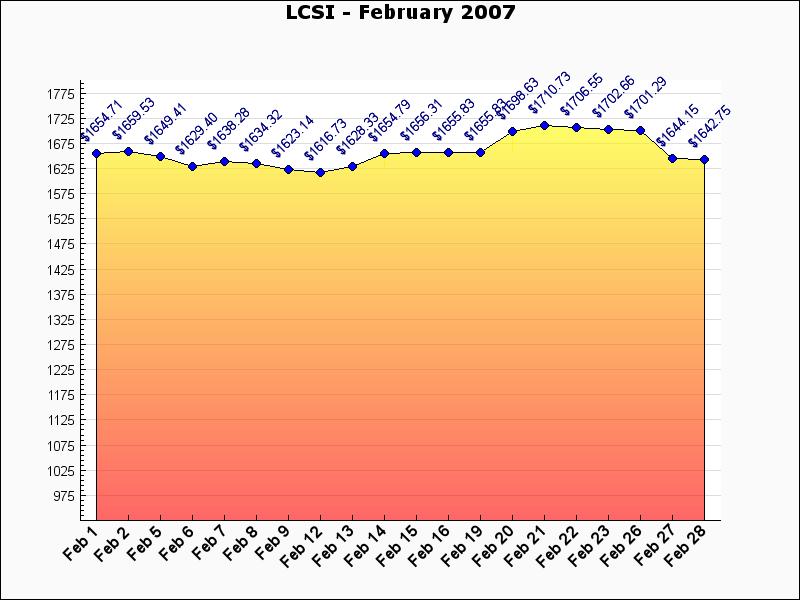 LCSI - February 2007
$1654.71
$1659.53
$1649.41
$1629.40
$1638.28
$1634.32
$1623.14
$1616.73
$1628.33
$1654.79
$1656.31
$1655.83
$1655.83
$1698.63
$1710.73
$1706.55
$1702.66
$1701.29
$1644.15
$1642.75
1775
1725
1675
1625
1575
1525
1475
1425
1375
1325
1275
1225
1175
1125
1075
1025
975
Feb 1
Feb 2
Feb 5
Feb 6
Feb 7
Feb 8
Feb 9
Feb 12
Feb 13
Feb 14
Feb 15
Feb 16
Feb 19
Feb 20
Feb 21
Feb 22
Feb 23
Feb 26
Feb 27
Feb 28